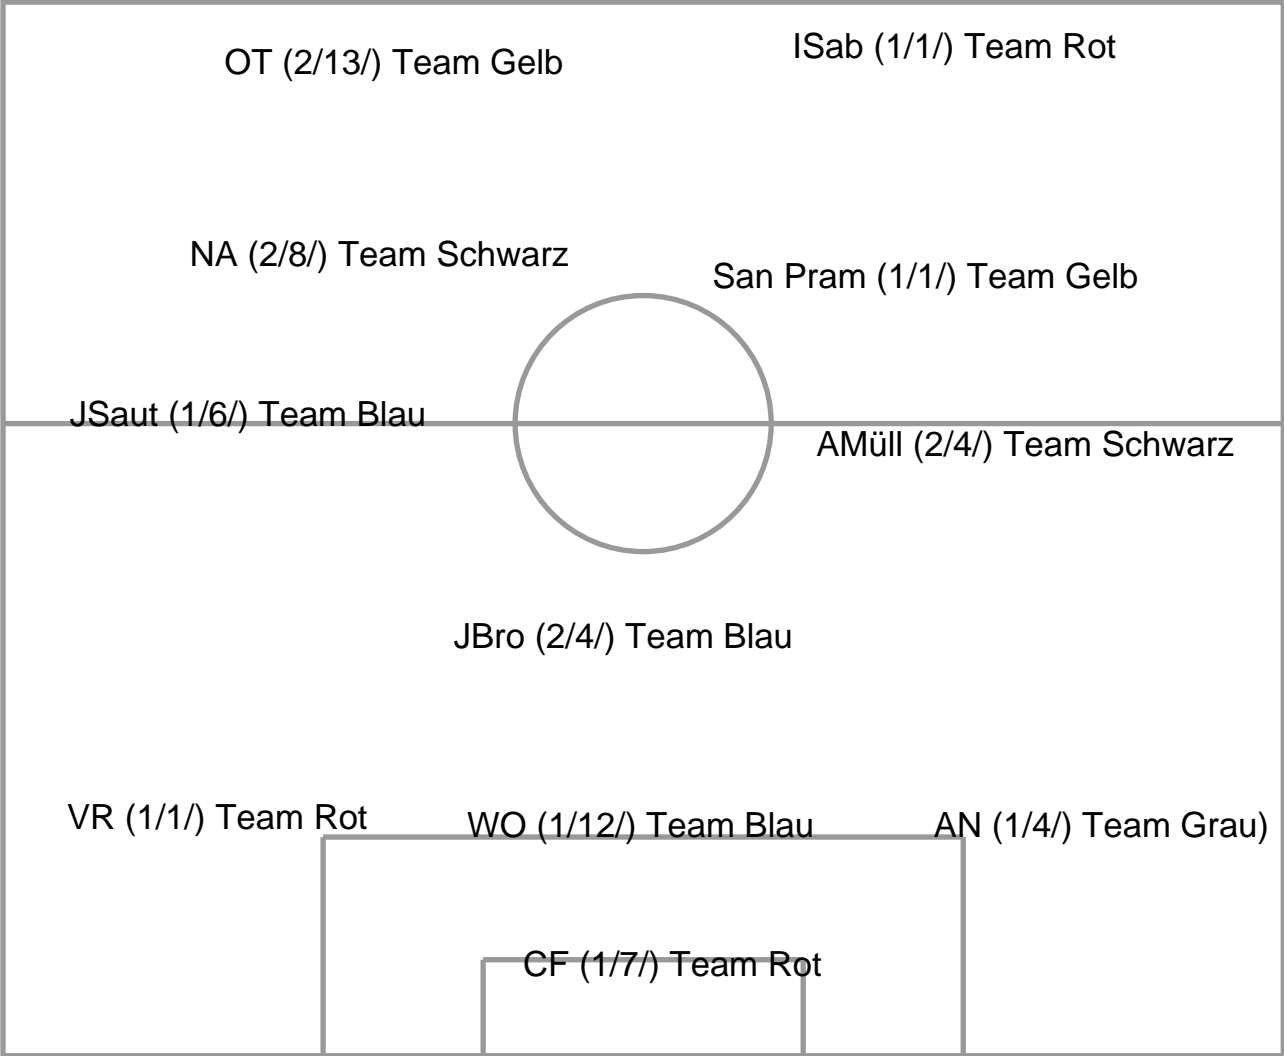 OT (2/13/) Team Gelb
ISab (1/1/) Team Rot
NA (2/8/) Team Schwarz
San Pram (1/1/) Team Gelb
JSaut (1/6/) Team Blau
AMüll (2/4/) Team Schwarz
JBro (2/4/) Team Blau
VR (1/1/) Team Rot
WO (1/12/) Team Blau
AN (1/4/) Team Grau)
CF (1/7/) Team Rot